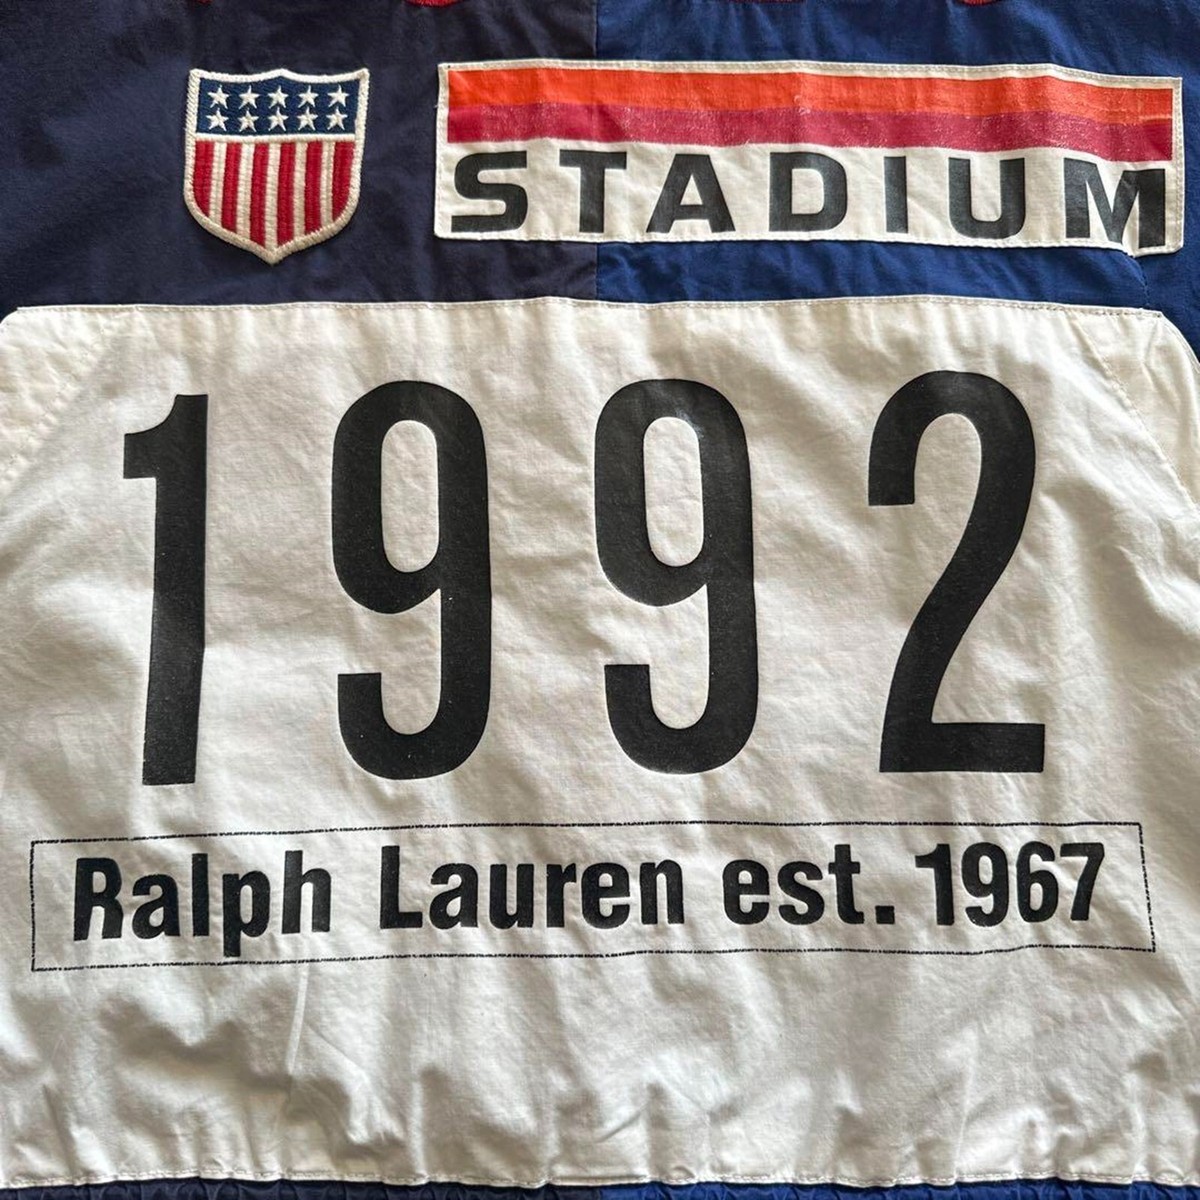 STADIUM
1992
Ralph Lauren est. 1967